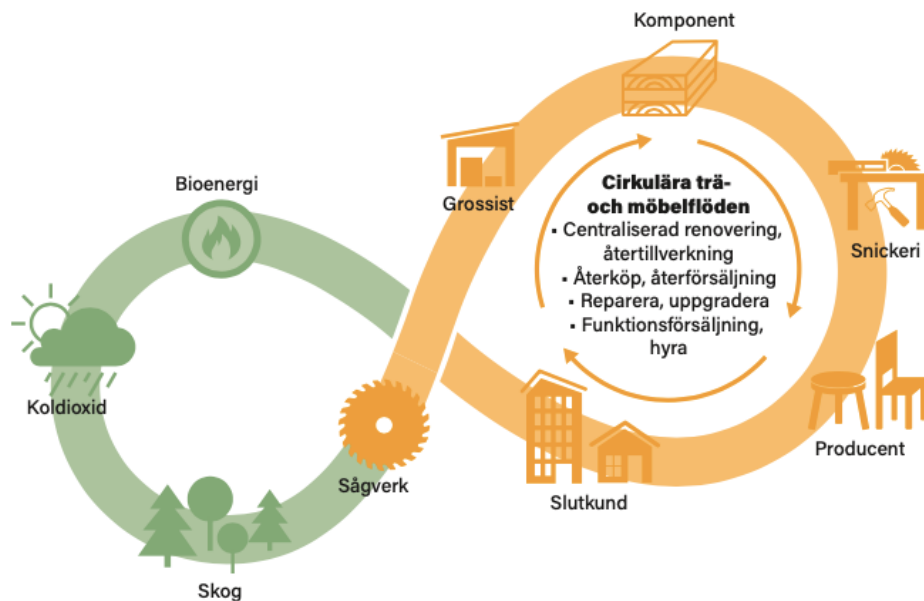 Komponent
Bioenergi
Grossist
Cirkulära trä-
och möbelflöden
▪ Centraliserad renovering,
återtillverkning
▪ Återköp, återförsäljning
▪ Reparera, uppgradera
▪ Funktionsförsäljning,
hyra
Snickeri
Koldioxid
Producent
Sågverk
Slutkund
Skog